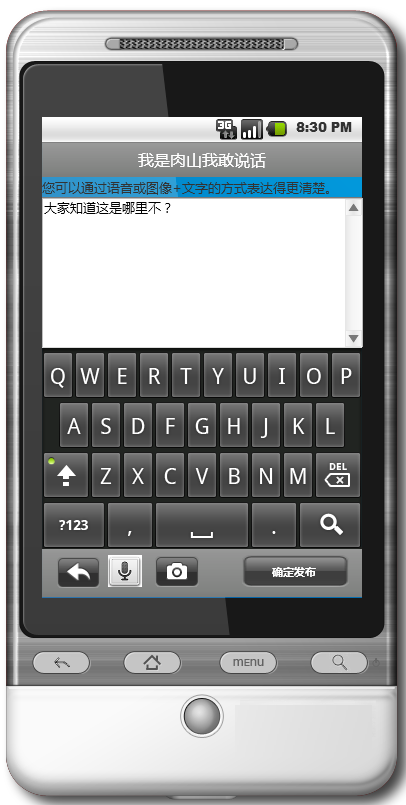 3G 8:30 PM
我是肉山我敢说话
您可以通过语音或图像+文字的方式表达得更清楚。
大家知道这是哪里不？
Q W E R T Y U I O P
A S D F G H J K L
Z X C V B N M DEL
?123 , .
确定发布
MENU